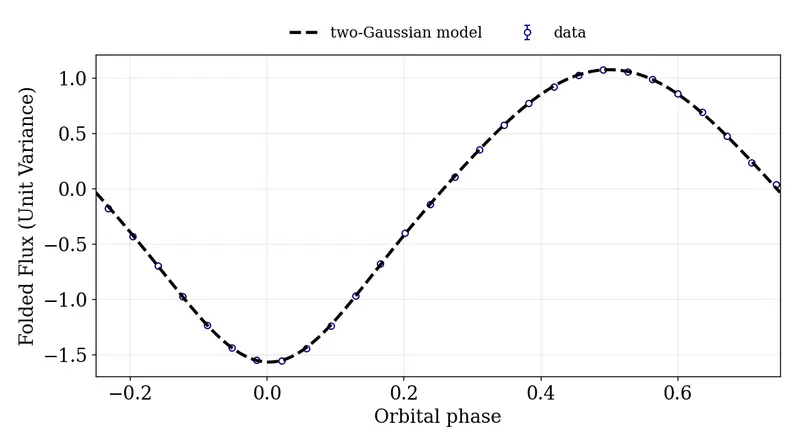 two-Gaussian model
data
Folded Flux (Unit Variance)
1.0
0.5
0.0
−0.5
−1.0
−1.5
−0.2
0.0
0.2
0.4
0.6
Orbital phase